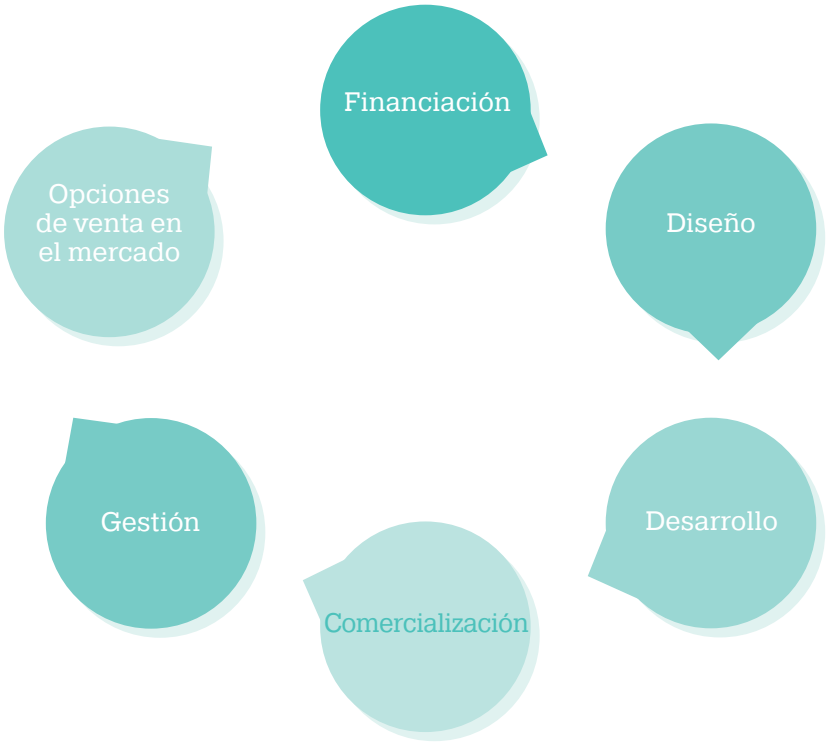 Financiación
Diseño
Desarrollo
Comercialización
Gestión
Opciones
de venta en
el mercado